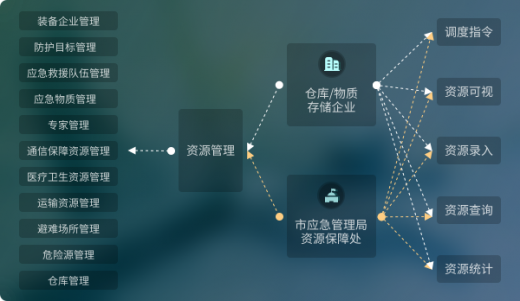 装备企业管理
防护目标管理
应急救援队伍管理
应急物质管理
专家管理
通信保障资源管理
医疗卫生资源管理
运输资源管理
避难场所管理
危险源管理
仓库管理
资源管理
仓库/物质
存储企业
市应急管理局
资源保障处
调度指令
资源可视
资源录入
资源查询
资源统计